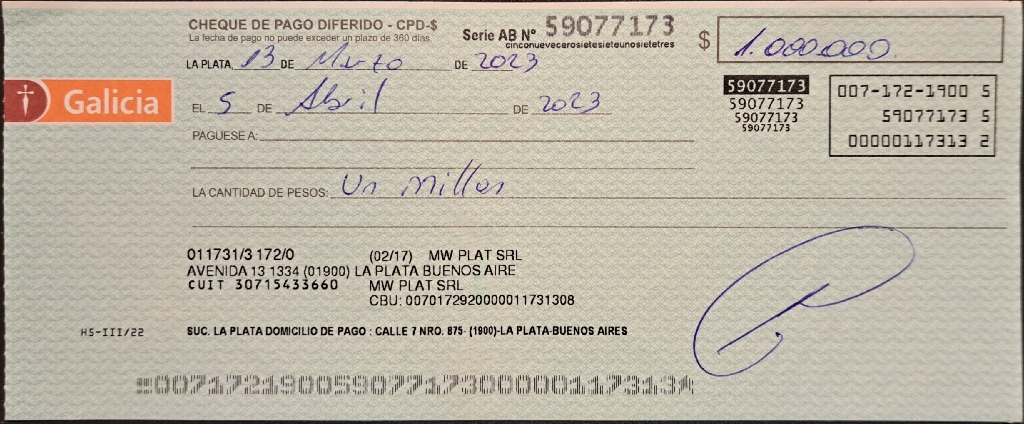 CHEQUE DE PAGO DIFERIDO - CPD-$
La fecha de pago no puede exceder un plazo de 360 días.
Serie AB Nº 59077173
cinconuevecerosietesieteunosietetres
$ 1.000.000.
LA PLATA, 13 DE Marzo DE 2023
Galicia
EL 5 DE Abril DE 2023
59077173
59077173
59077173
59077173
007-172-1900 5
59077173 5
00000117313 2
PAGUESE A:
LA CANTIDAD DE PESOS: Un millon
011731/3 172/0 (02/17) MW PLAT SRL
AVENIDA 13 1334 (01900) LA PLATA BUENOS AIRE
CUIT 30715433660 MW PLAT SRL
CBU: 0070172920000011731308
HS-III/22
SUC. LA PLATA DOMICILIO DE PAGO : CALLE 7 NRO. 875- (1900)-LA PLATA-BUENOS AIRES
00717219005907717300000117313